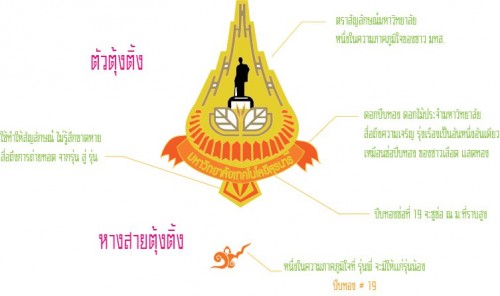 ตราสัญลักษณ์มหาวิทยาลัย
หนึ่งในความภาคภูมิใจของชาว มทส.
ตัวตุ้งติ้ง
ดอกปีบทอง ดอกไม้ประจำมหาวิทยาลัย
สื่อถึงความเจริญ รุ่งเรืองเป็นอันหนึ่งอันเดียว
เหมือนช่อปีบทอง ของชาวเลือด แสดทอง
ใช้ทำให้สัญลักษณ์ ไม่รู้สึกขาดหาย
สื่อถึงการถ่ายทอด จากรุ่น สู่ รุ่น
มหาวิทยาลัยเทคโนโลยีสุรนารี
ปีบทองช่อที่ 19 จะชูช่อ ณ ม.ที่ราบสูง
หางสายตุ้งติ้ง
หนึ่งในความภาคภูมิใจที่ รุ่นพี่ จะมีให้แก่รุ่นน้อง
ปีบทอง # 19